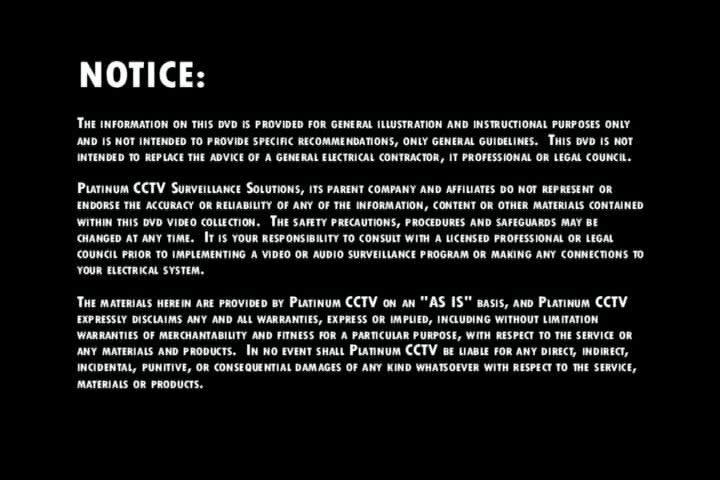 NOTICE:
The information on this dvd is provided for general illustration and instructional purposes only
and is not intended to provide specific recommendations, only general guidelines. This dvd is not
intended to replace the advice of a general electrical contractor, it professional or legal council.
Platinum CCTV Surveillance Solutions, its parent company and affiliates do not represent or
endorse the accuracy or reliability of any of the information, content or other materials contained
within this dvd video collection. The safety precautions, procedures and safeguards may be
changed at any time. It is your responsibility to consult with a licensed professional or legal
council prior to implementing a video or audio surveillance program or making any connections to
your electrical system.
The materials herein are provided by Platinum CCTV on an "AS IS" basis, and Platinum CCTV
expressly disclaims any and all warranties, express or implied, including without limitation
warranties of merchantability and fitness for a particular purpose, with respect to the service or
any materials and products. In no event shall Platinum CCTV be liable for any direct, indirect,
incidental, punitive, or consequential damages of any kind whatsoever with respect to the service,
materials or products.